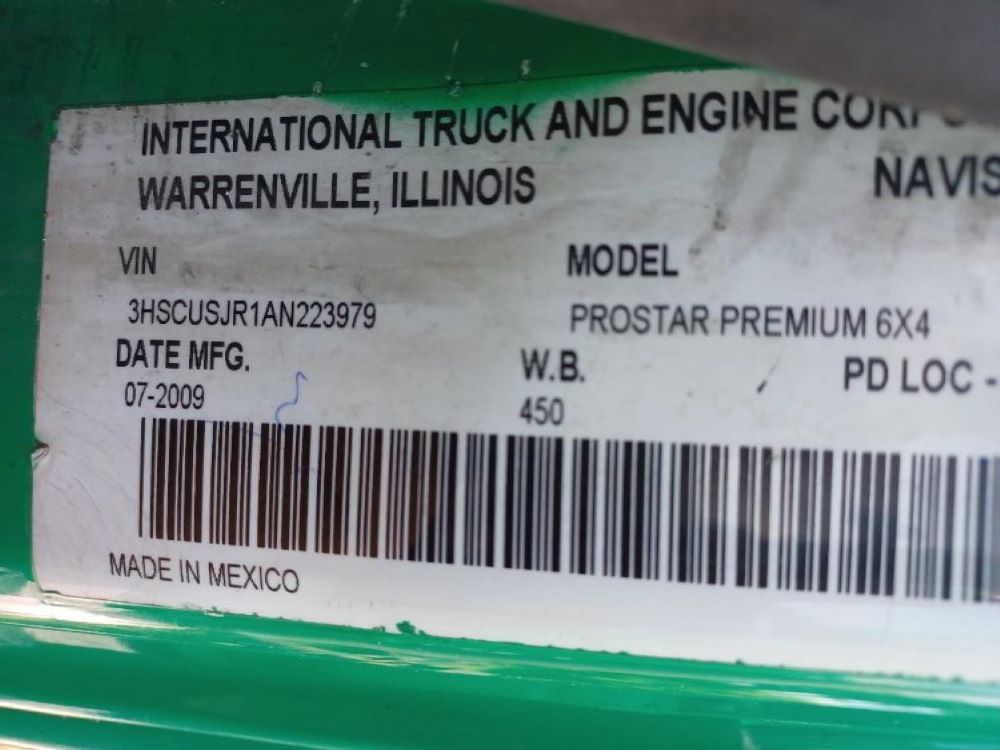 INTERNATIONAL TRUCK AND ENGINE
WARRENVILLE, ILLINOIS NAVIS
VIN MODEL
3HSCUSJR1AN223979 PROSTAR PREMIUM 6X4
DATE MFG. W.B. PD LOC -
07-2009 450
MADE IN MEXICO